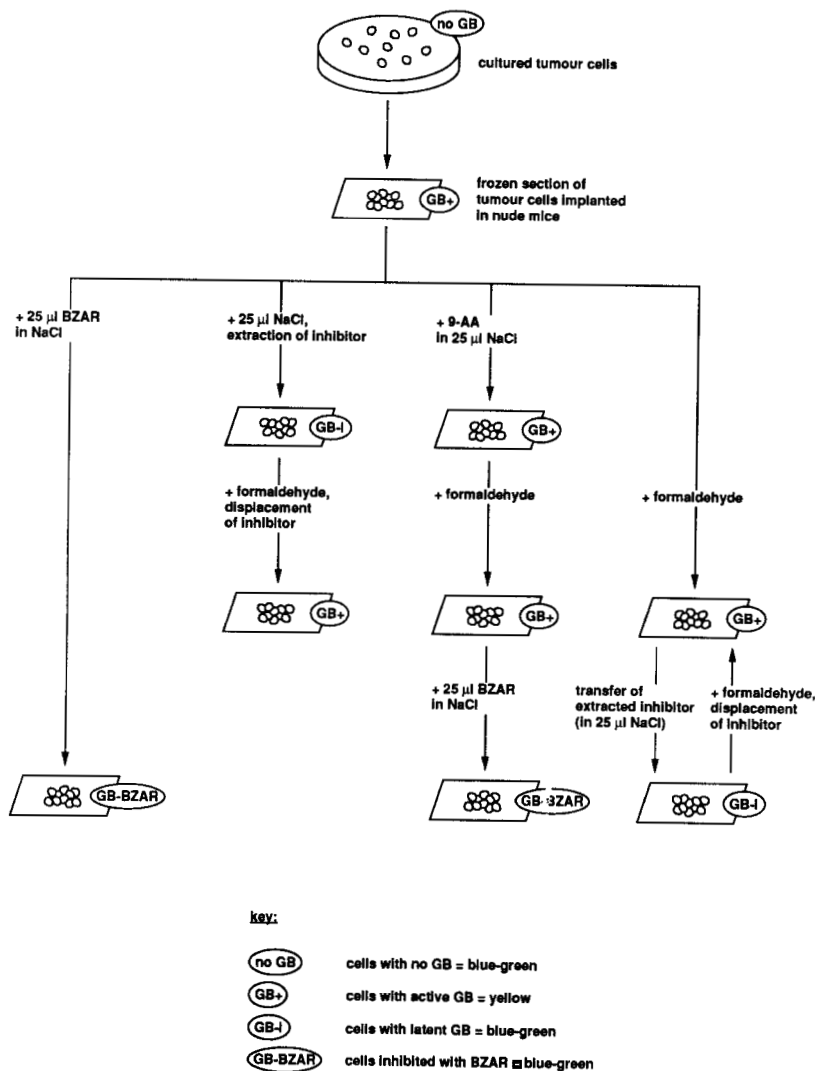 no GB
cultured tumour cells
GB+
frozen section of
tumour cells implanted
in nude mice
+ 25 µl BZAR
in NaCl
+ 25 µl NaCl,
extraction of inhibitor
+ 9-AA
in 25 µl NaCl
GB-I
GB+
+ formaldehyde,
displacement
of inhibitor
+ formaldehyde
+ formaldehyde
GB+
GB+
GB+
+ 25 µl BZAR
in NaCl
transfer of
extracted inhibitor
(in 25 µl NaCl)
+ formaldehyde,
displacement
of inhibitor
GB-BZAR
GB-BZAR
GB-I
key:
no GB cells with no GB = blue-green
GB+ cells with active GB = yellow
GB-I cells with latent GB = blue-green
GB-BZAR cells inhibited with BZAR = blue-green